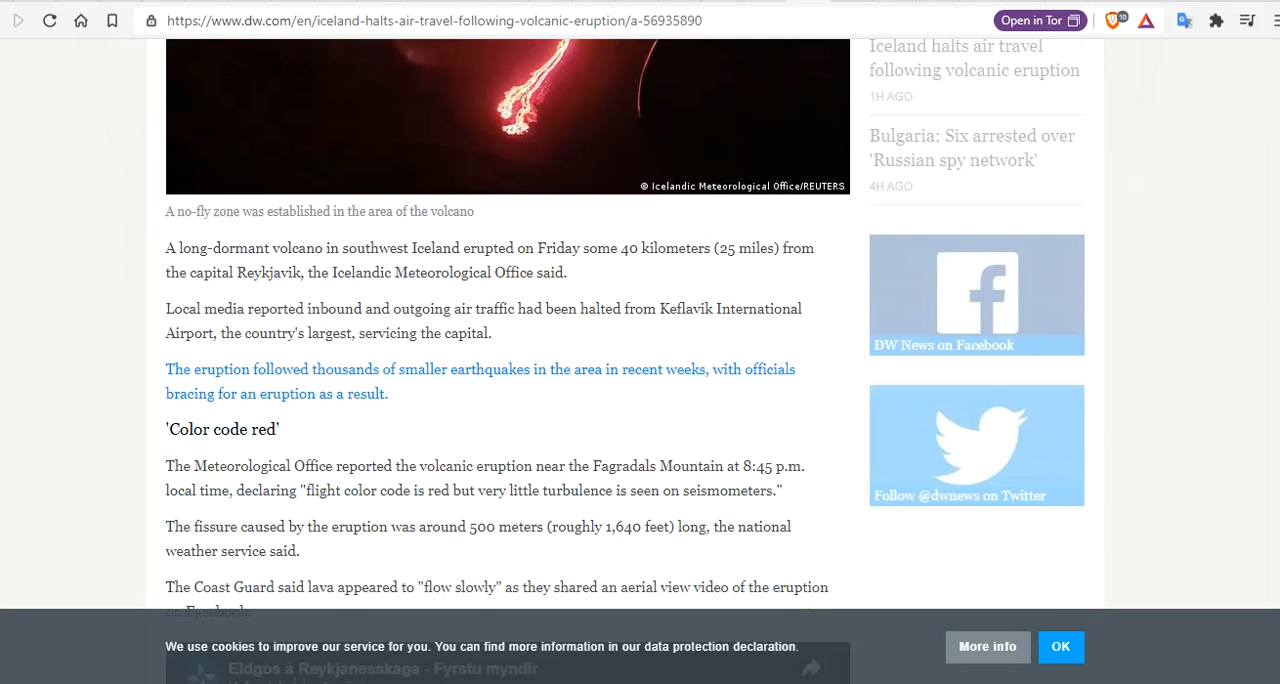 https://www.dw.com/en/iceland-halts-air-travel-following-volcanic-eruption/a-56935890
Open in Tor
10
© Icelandic Meteorological Office/REUTERS
A no-fly zone was established in the area of the volcano
A long-dormant volcano in southwest Iceland erupted on Friday some 40 kilometers (25 miles) from
the capital Reykjavik, the Icelandic Meteorological Office said.
Local media reported inbound and outgoing air traffic had been halted from Keflavik International
Airport, the country's largest, servicing the capital.
The eruption followed thousands of smaller earthquakes in the area in recent weeks, with officials
bracing for an eruption as a result.
'Color code red'
The Meteorological Office reported the volcanic eruption near the Fagradals Mountain at 8:45 p.m.
local time, declaring "flight color code is red but very little turbulence is seen on seismometers."
The fissure caused by the eruption was around 500 meters (roughly 1,640 feet) long, the national
weather service said.
The Coast Guard said lava appeared to "flow slowly" as they shared an aerial view video of the eruption
on Facebook.
Iceland halts air travel
following volcanic eruption
1H AGO
Bulgaria: Six arrested over
'Russian spy network'
4H AGO
DW News on Facebook
Follow @dwnews on Twitter
We use cookies to improve our service for you. You can find more information in our data protection declaration.
More info
OK
Eldgos á Reykjanesskaga - Fyrstu myndir